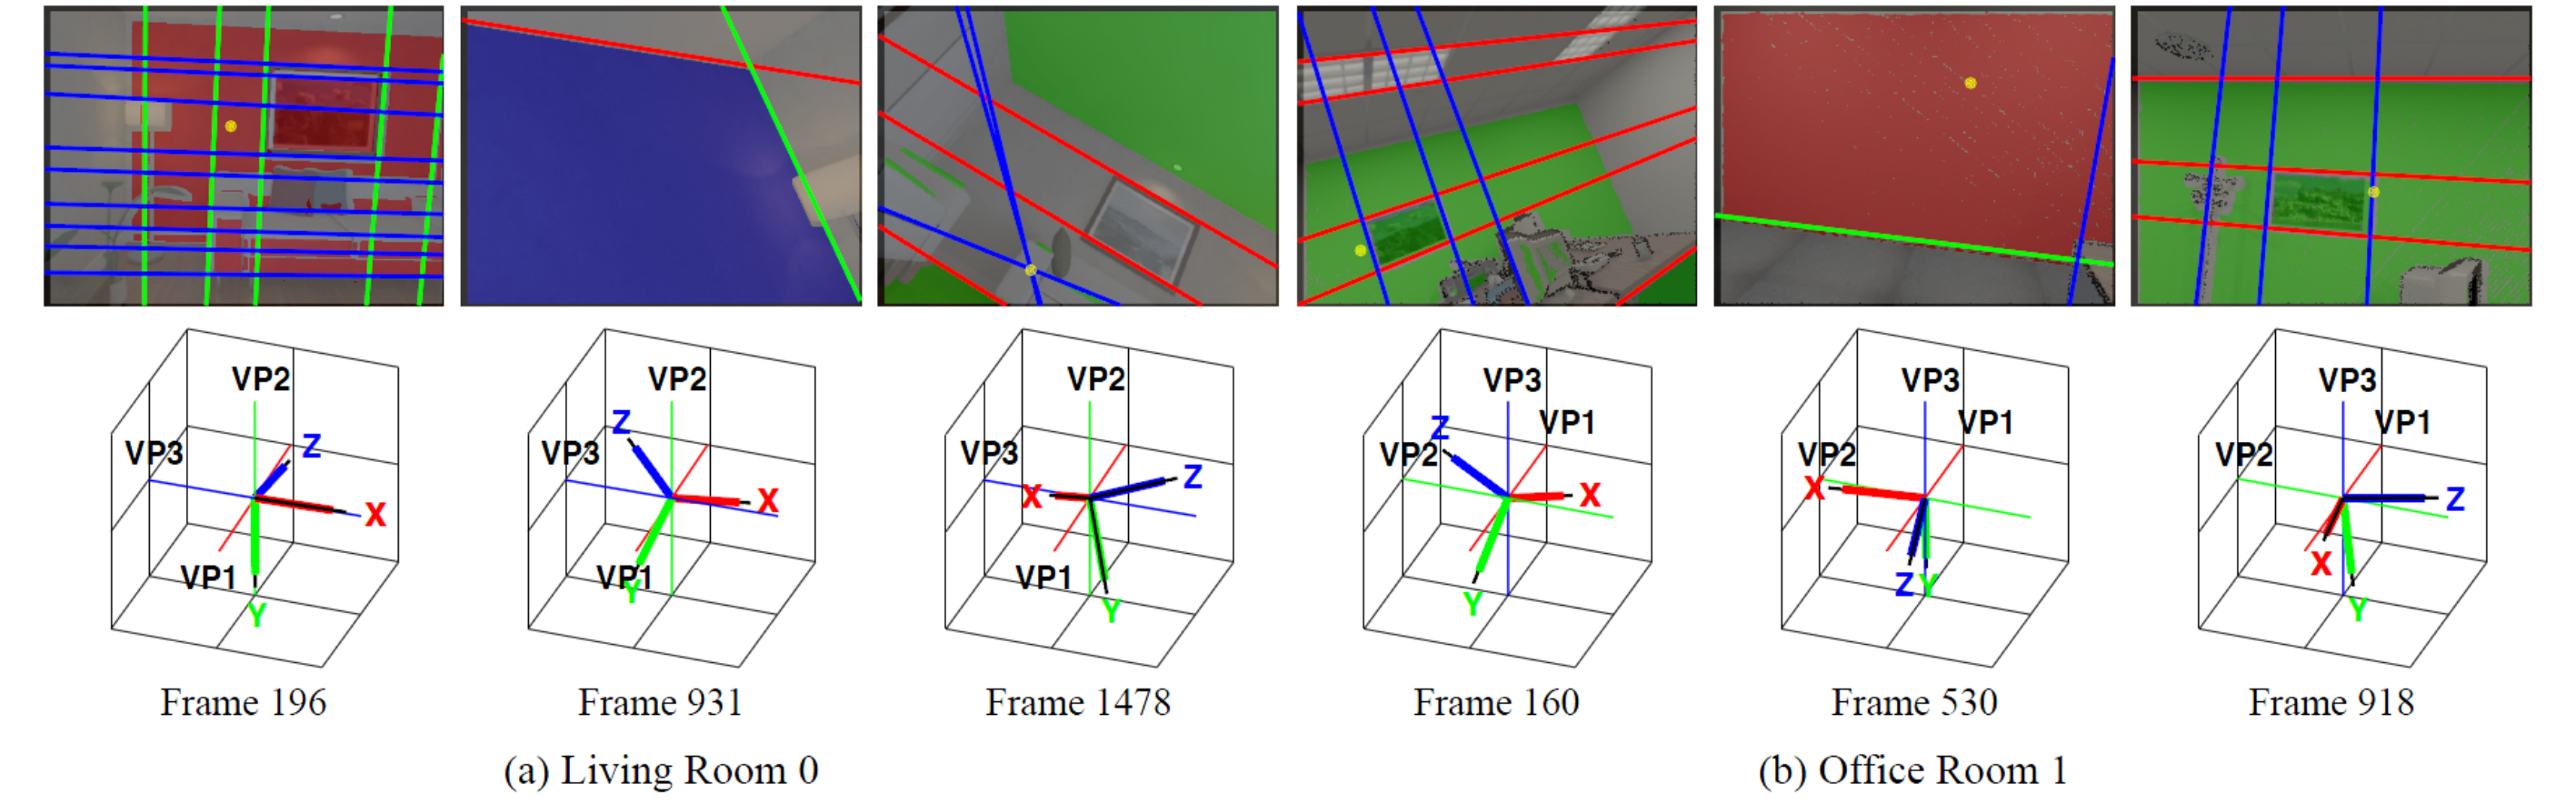 VP2
VP3
Z
X
VP1
Y
Frame 196
VP2
Z
VP3
X
VP1
Y
Frame 931
VP2
VP3
Z
X
VP1
Y
Frame 1478
(a) Living Room 0
VP3
Z
VP1
VP2
X
Y
Frame 160
VP3
VP1
VP2
X
Z
Y
Frame 530
VP3
VP1
VP2
Z
X
Y
Frame 918
(b) Office Room 1